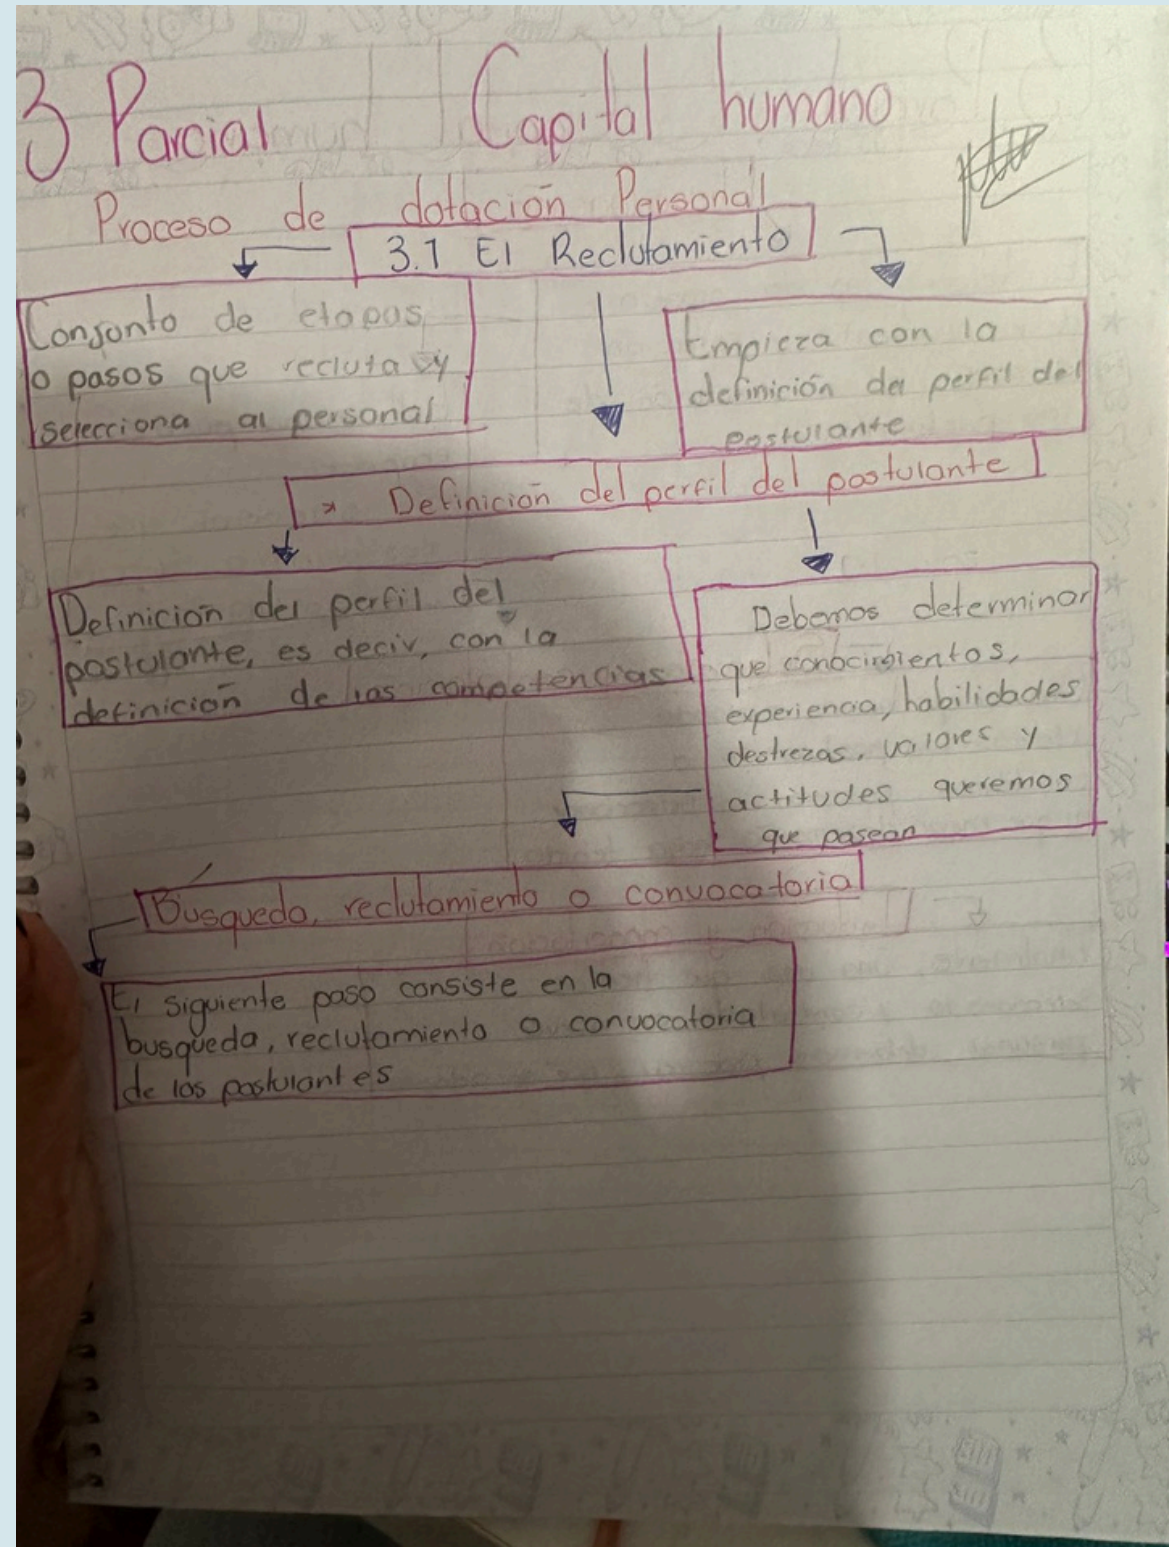 3 Parcial Capital humano
Proceso de dotación Personal
3.1 El Reclutamiento
Consunto de etapas
o pasos que recluta y
selecciona al personal
Empieza con la
definición del perfil del
postulante
* Definición del perfil del postulante
Definición del perfil del
postulante, es decir, con la
definición de las competencias
Debemos determinar
que conocimientos,
experiencia, habilidades
destrezas, valores y
actitudes queremos
que posean
Búsqueda, reclutamiento o convocatoria
El siguiente paso consiste en la
busqueda, reclutamiento o convocatoria
de los postulantes